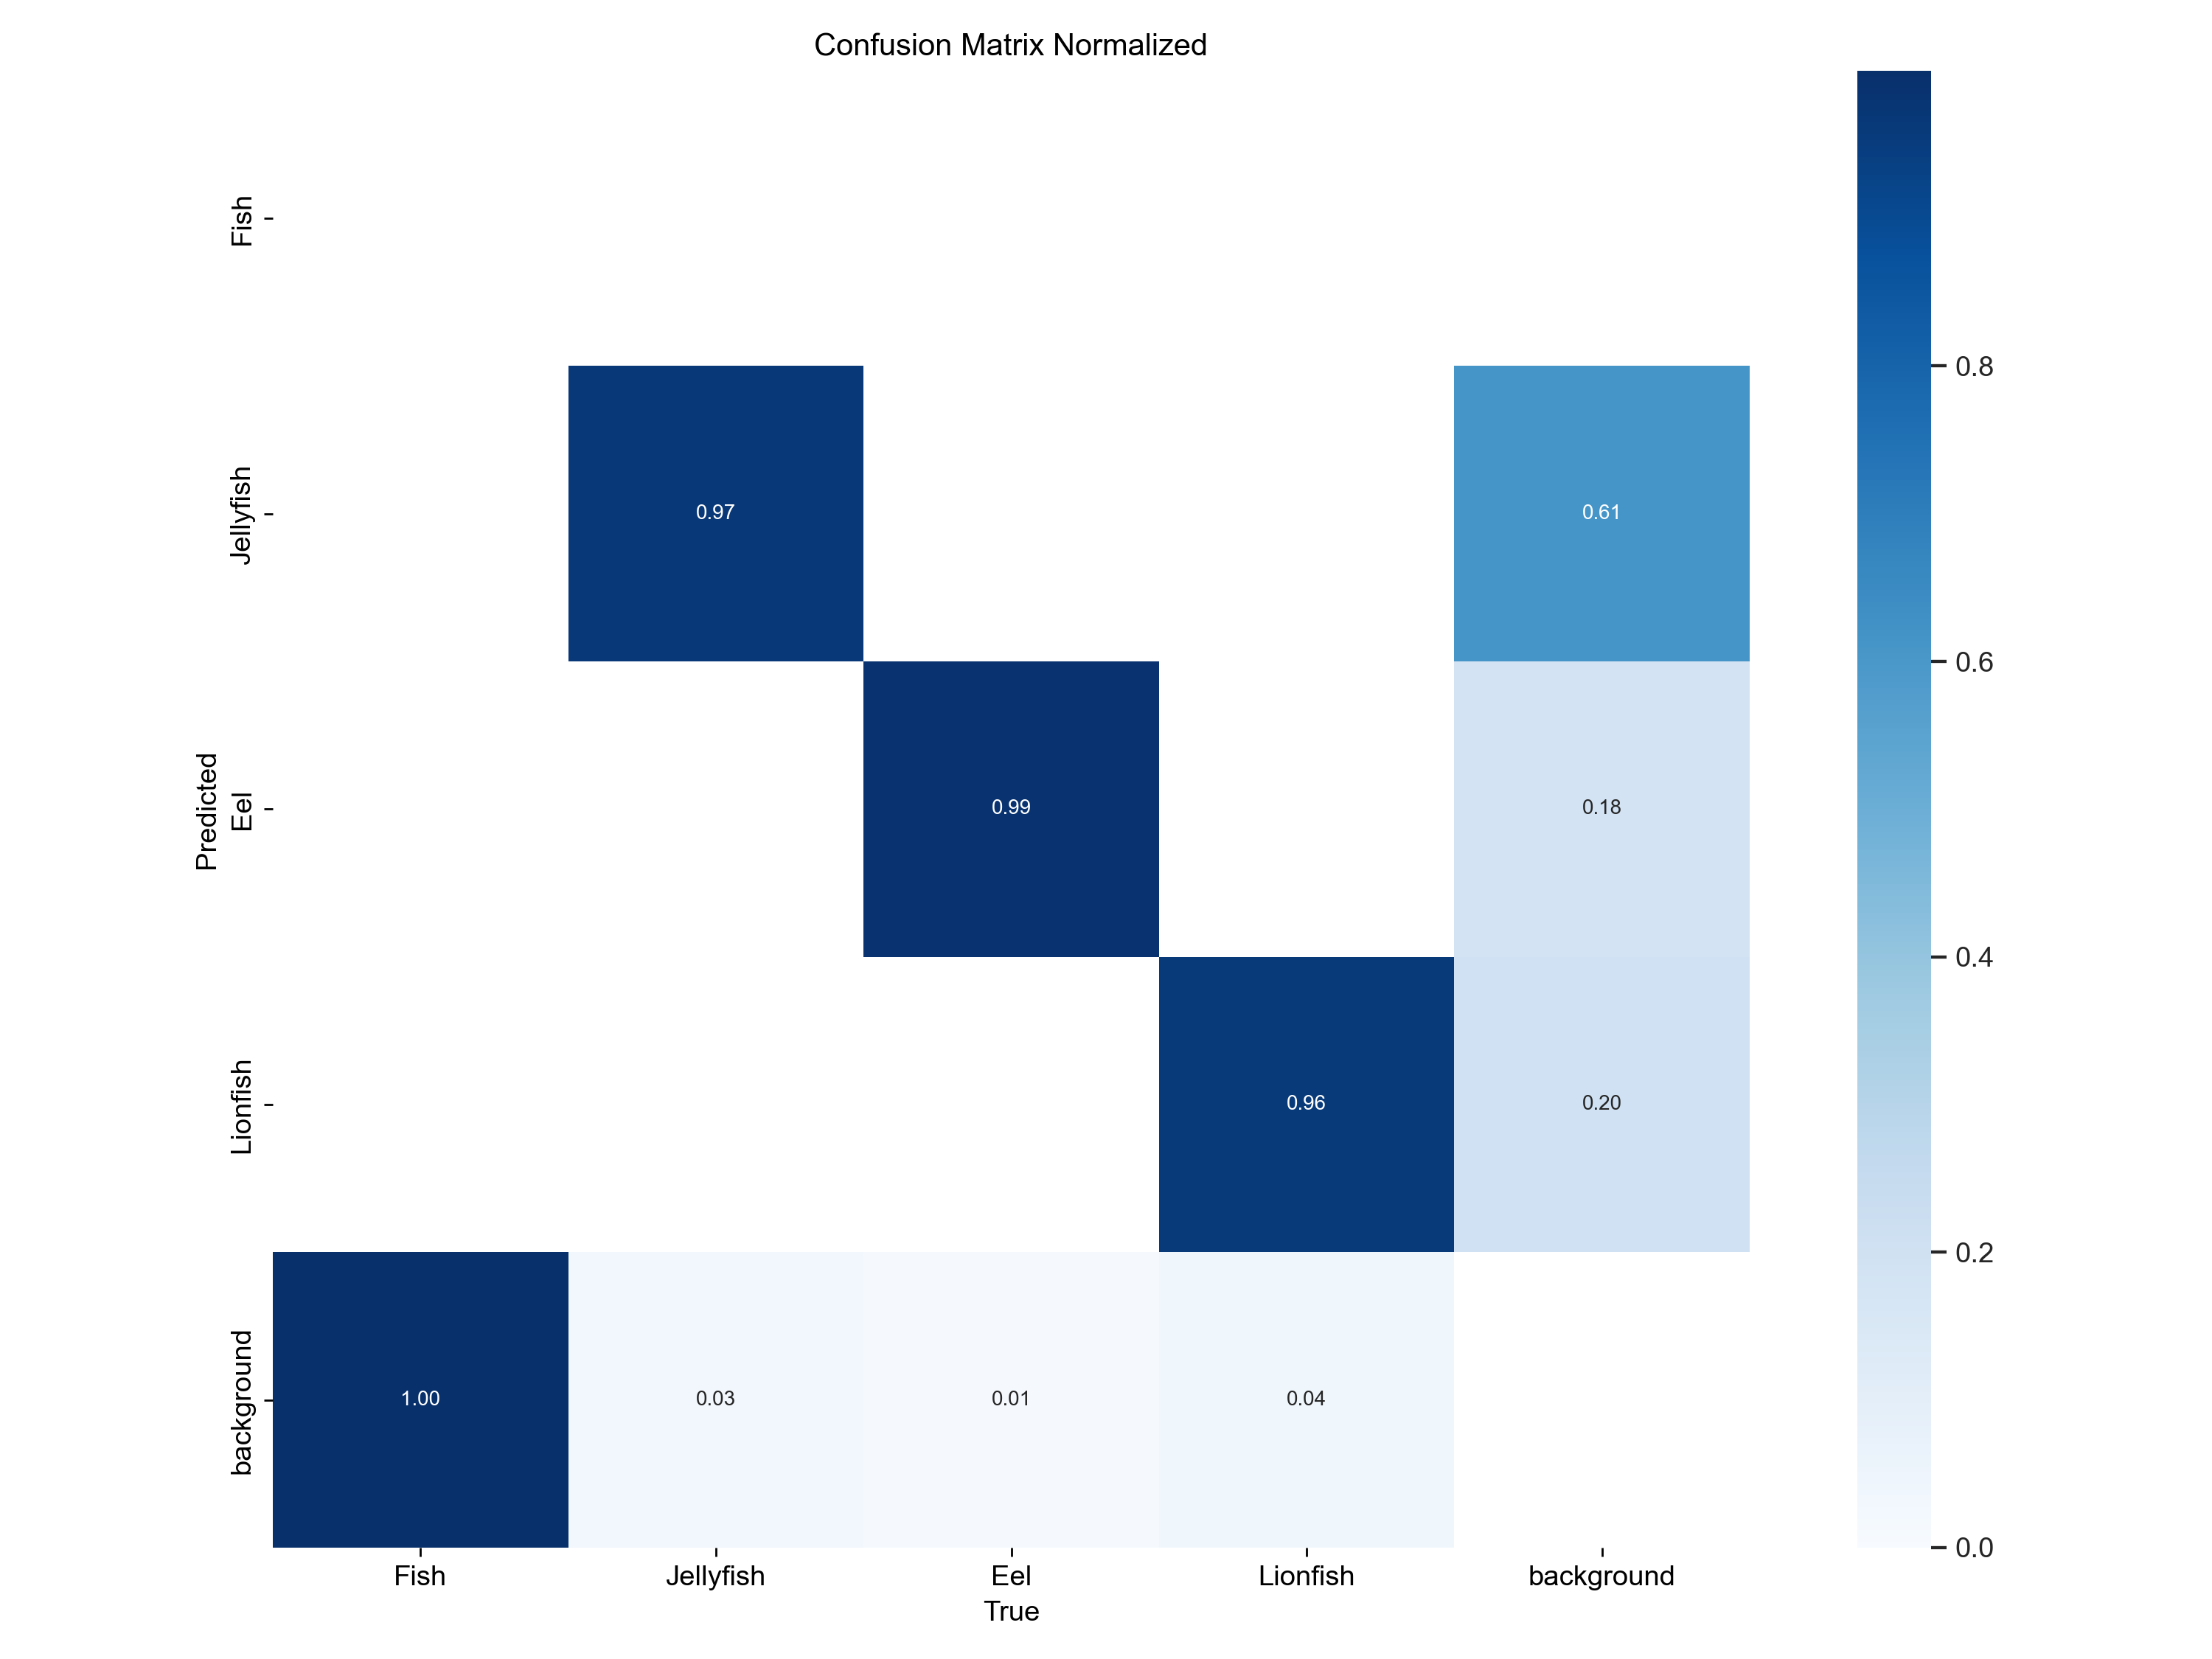 Confusion Matrix Normalized
Predicted
Fish
Jellyfish
Eel
Lionfish
background
0.97
0.61
0.99
0.18
0.96
0.20
1.00
0.03
0.01
0.04
Fish
Jellyfish
Eel
Lionfish
background
True
0.8
0.6
0.4
0.2
0.0